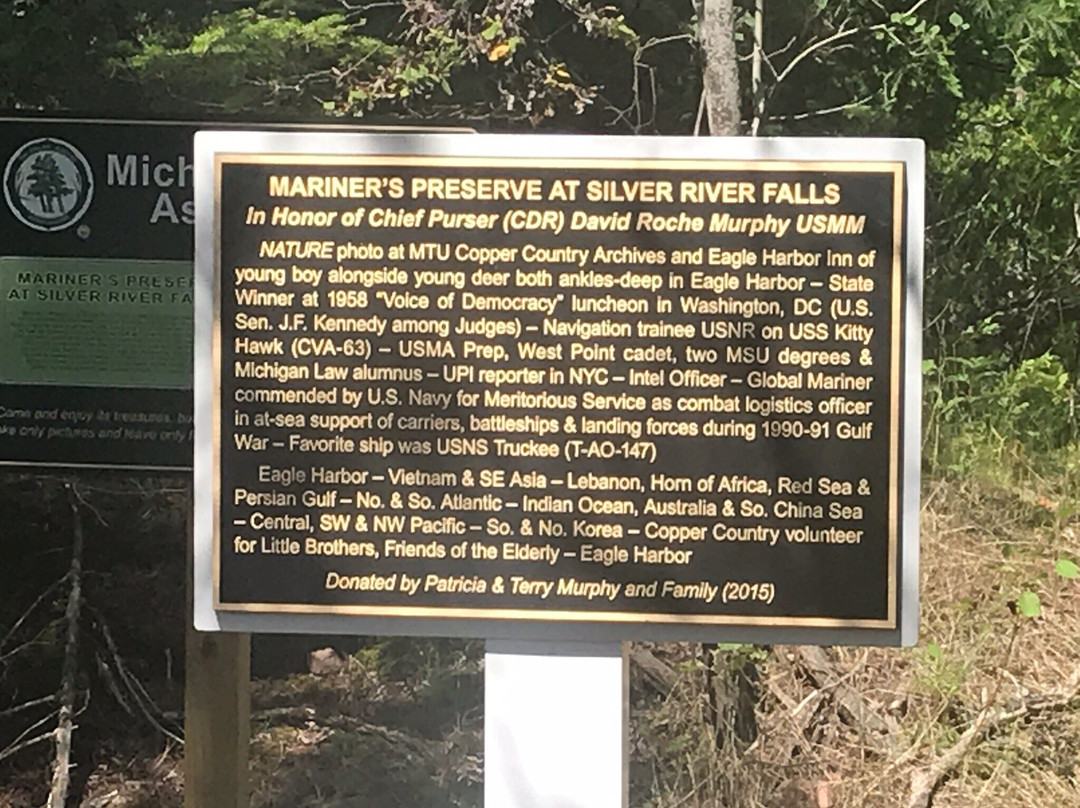 Mich
As
MARINER'S PRESER
AT SILVER RIVER FA
Come and enjoy its treasures,
ke only pictures and leave only
MARINER'S PRESERVE AT SILVER RIVER FALLS
In Honor of Chief Purser (CDR) David Roche Murphy USMM
NATURE photo at MTU Copper Country Archives and Eagle Harbor Inn of
young boy alongside young deer both ankles-deep in Eagle Harbor – State
Winner at 1958 "Voice of Democracy" luncheon in Washington, DC (U.S.
Sen. J.F. Kennedy among Judges) – Navigation trainee USNR on USS Kitty
Hawk (CVA-63) – USMA Prep, West Point cadet, two MSU degrees &
Michigan Law alumnus – UPI reporter in NYC – Intel Officer – Global Mariner
commended by U.S. Navy for Meritorious Service as combat logistics officer
in at-sea support of carriers, battleships & landing forces during 1990-91 Gulf
War – Favorite ship was USNS Truckee (T-AO-147)
Eagle Harbor – Vietnam & SE Asia – Lebanon, Horn of Africa, Red Sea &
Persian Gulf – No. & So. Atlantic – Indian Ocean, Australia & So. China Sea
– Central, SW & NW Pacific – So. & No. Korea – Copper Country volunteer
for Little Brothers, Friends of the Elderly – Eagle Harbor
Donated by Patricia & Terry Murphy and Family (2015)